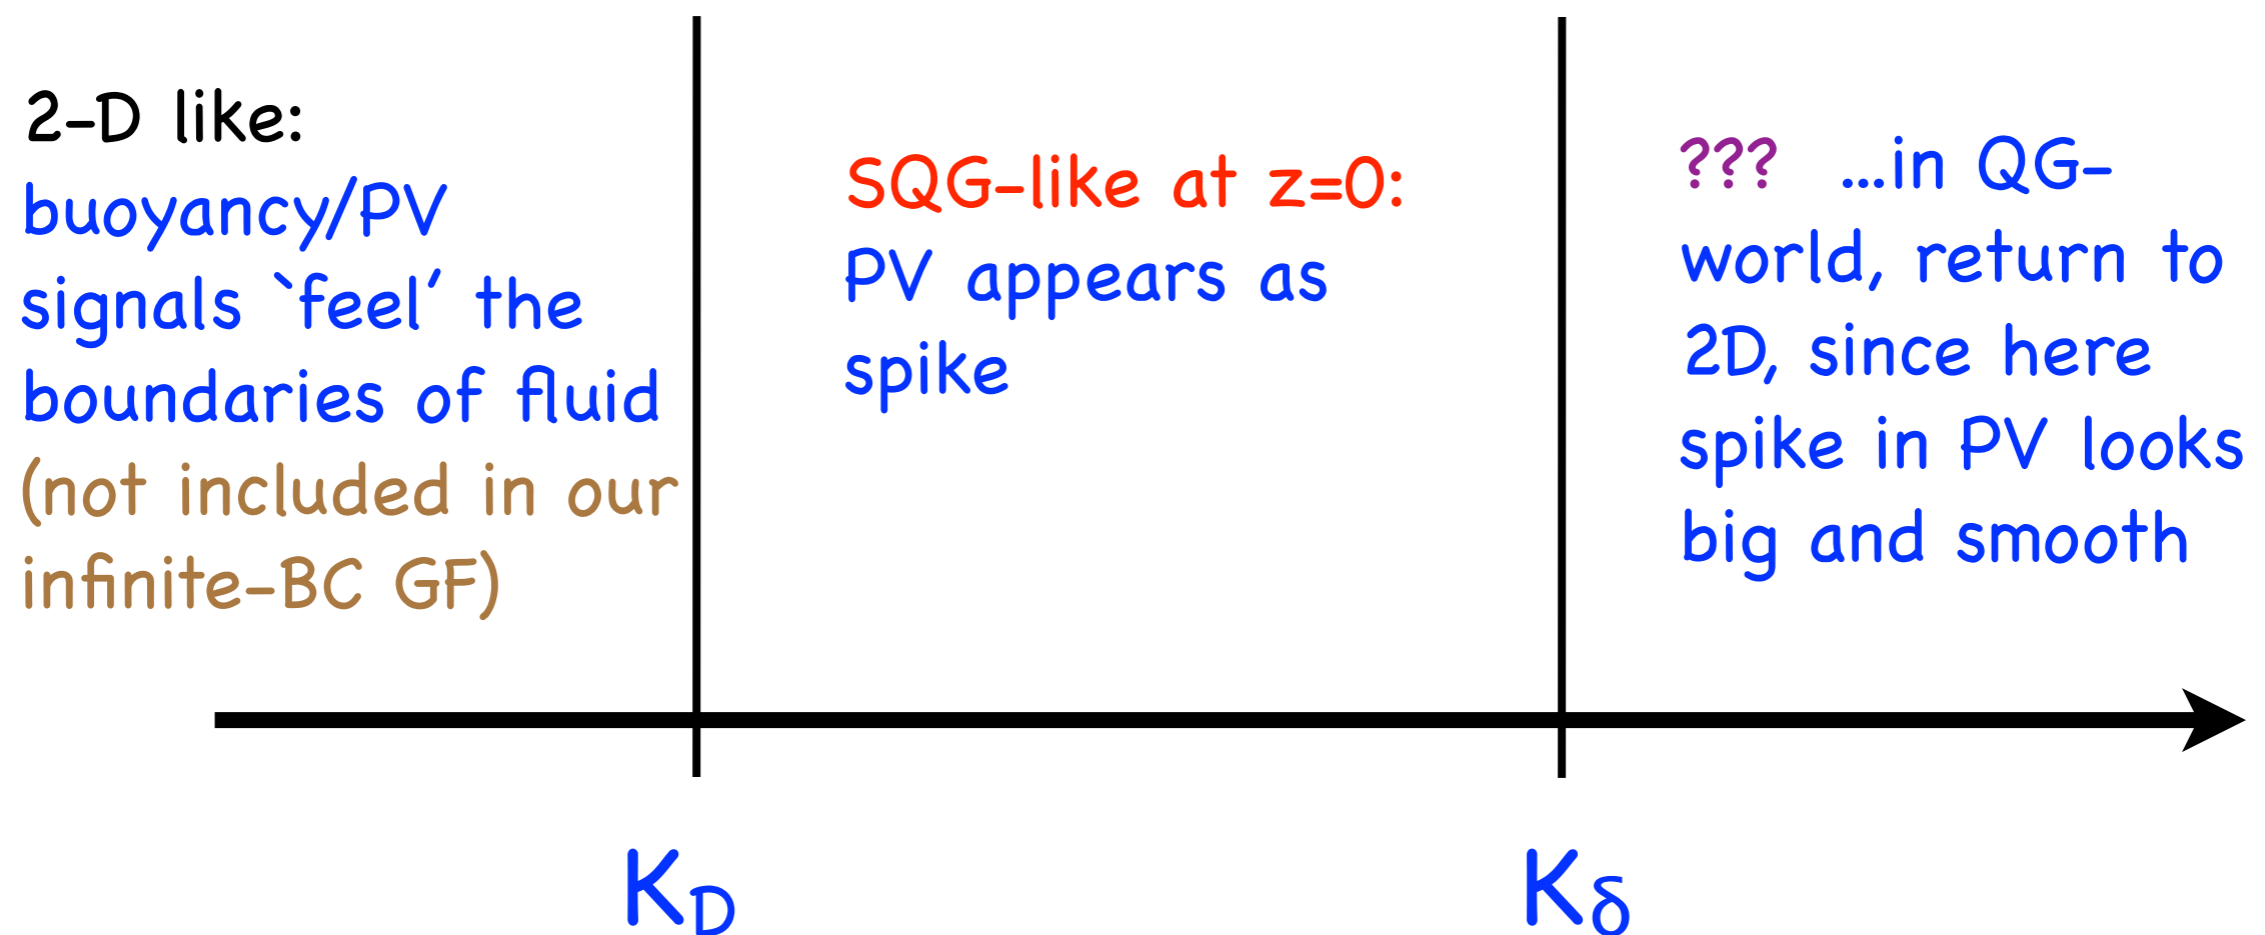 2-D like:
buoyancy/PV
signals `feel´ the
boundaries of fluid
(not included in our
infinite-BC GF)
SQG-like at z=0:
PV appears as
spike
??? ...in QG-
world, return to
2D, since here
spike in PV looks
big and smooth
KD
Kδ